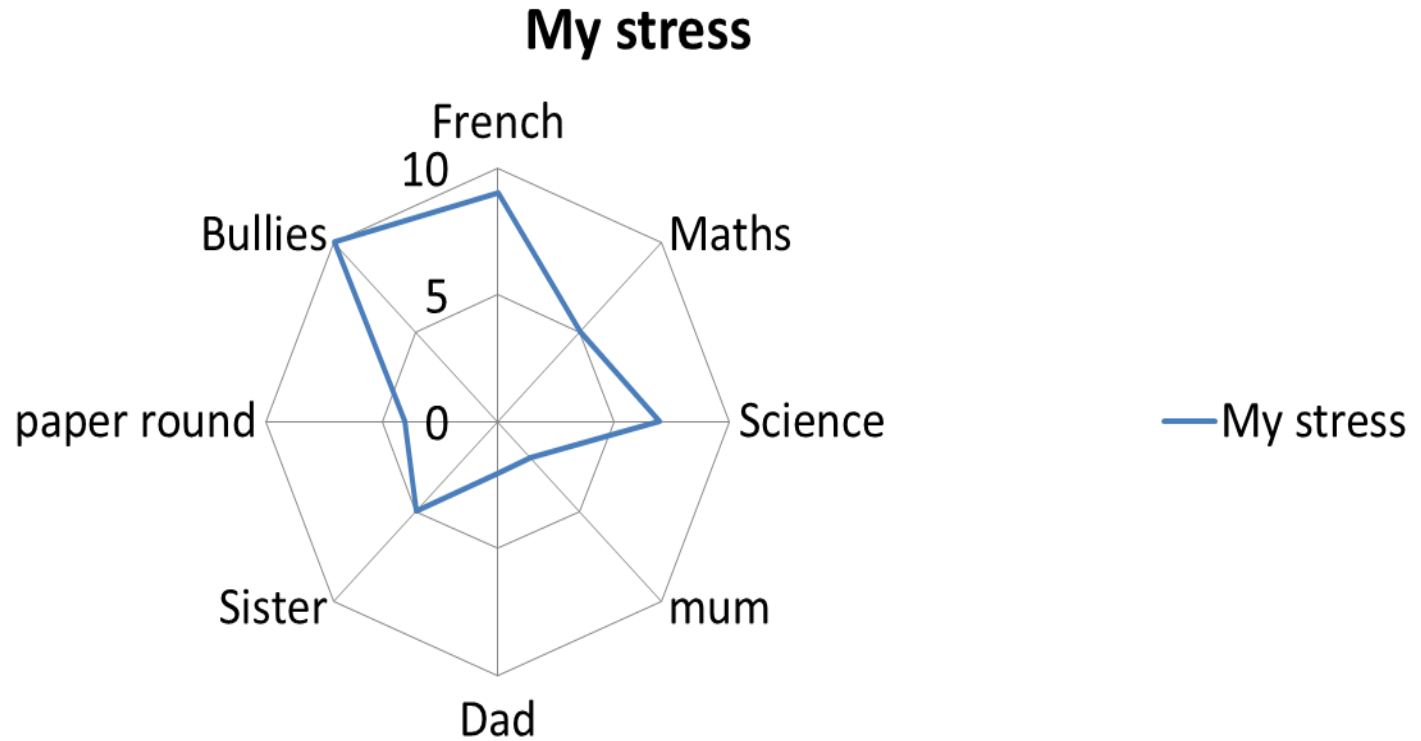 My stress
French
10
Bullies
Maths
5
paper round
0
Science
My stress
Sister
mum
Dad